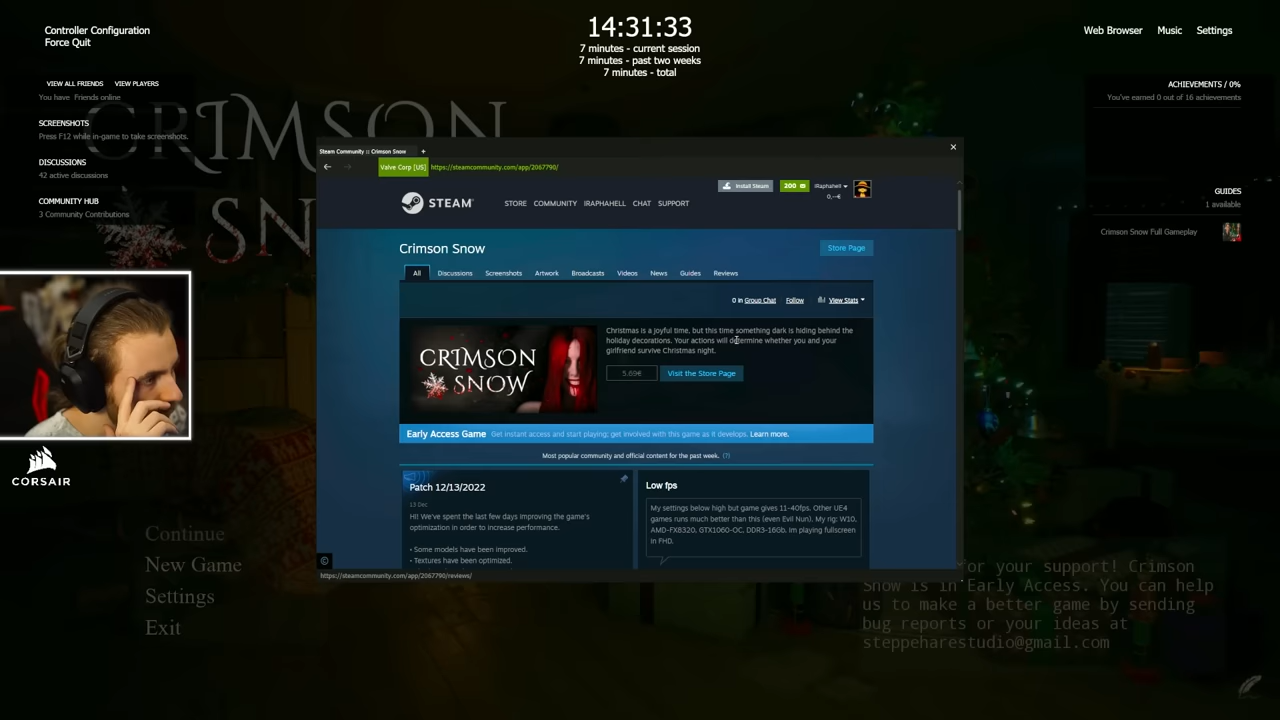 Controller Configuration
Force Quit
14:31:33
7 minutes - current session
7 minutes - past two weeks
7 minutes - total
Web Browser Music Settings
VIEW ALL FRIENDS VIEW PLAYERS
You have Friends online
SCREENSHOTS
Press F12 while in-game to take screenshots.
DISCUSSIONS
42 active discussions
COMMUNITY HUB
3 Community Contributions
ACHIEVEMENTS / 0%
You've earned 0 out of 16 achievements
GUIDES
1 available
Crimson Snow Full Gameplay
CRIMSON
SN
Steam Community :: Crimson Snow +
Valve Corp [US] https://steamcommunity.com/app/2067790/
Install Steam 200 iRaphahell
STEAM STORE COMMUNITY IRAPHAHELL CHAT SUPPORT
Crimson Snow Store Page
All Discussions Screenshots Artwork Broadcasts Videos News Guides Reviews
0 in Group Chat Follow View Stats
CRIMSON
SNOW
Christmas is a joyful time, but this time something dark is hiding behind the
holiday decorations. Your actions will determine whether you and your
girlfriend survive Christmas night.
5,69€ Visit the Store Page
Early Access Game Get instant access and start playing; get involved with this game as it develops. Learn more.
Most popular community and official content for the past week. (?)
Patch 12/13/2022
13 Dec
Hi! We've spent the last few days improving the game's
optimization in order to increase performance.
• Some models have been improved.
• Textures have been optimized.
Low fps
My settings below high but game gives 11-40fps. Other UE4
games runs much better than this (even Evil Nun). My rig: W10,
AMD-FX8320, GTX1060-OC, DDR3-16Gb. Im playing fullscreen
in FHD.
https://steamcommunity.com/app/2067790/reviews/
CORSAIR
Continue
New Game
Settings
Exit
or your support! Crimson
Snow is in Early Access. You can help
us to make a better game by sending
bug reports or your ideas at
steppeharestudio@gmail.com